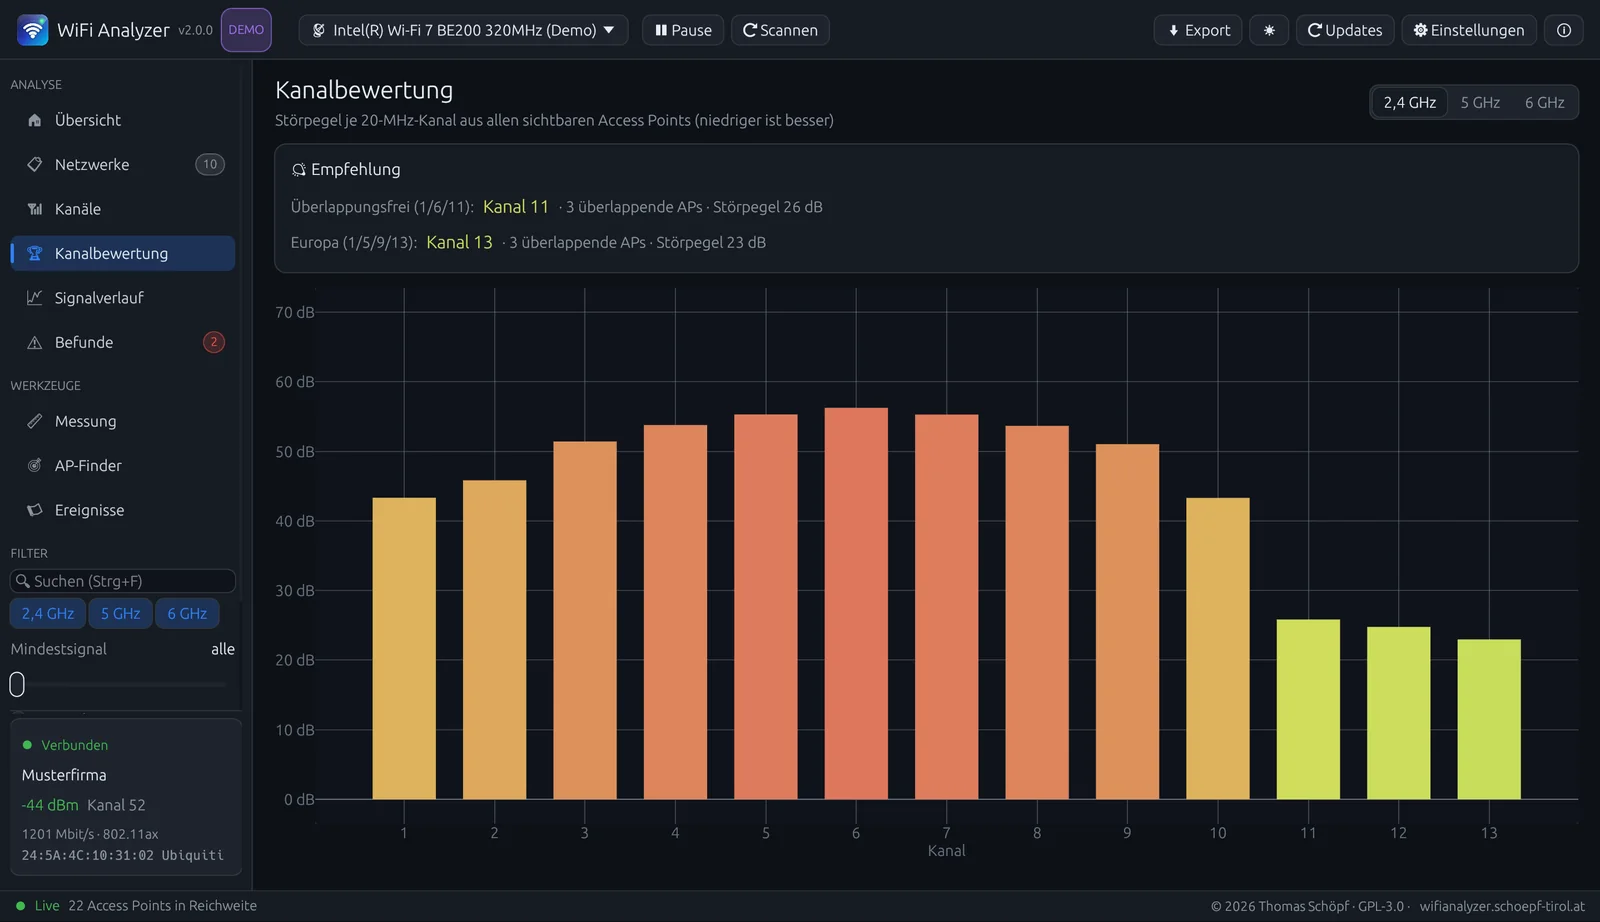 WiFi Analyzer v2.0.0 DEMO Intel(R) Wi-Fi 7 BE200 320MHz (Demo) Pause Scannen Export Updates Einstellungen
ANALYSE
Übersicht
Netzwerke 10
Kanäle
Kanalbewertung
Signalverlauf
Befunde 2
WERKZEUGE
Messung
AP-Finder
Ereignisse
FILTER
Suchen (Strg+F)
2,4 GHz 5 GHz 6 GHz
Mindestsignal alle
Verbunden
Musterfirma
-44 dBm Kanal 52
1201 Mbit/s · 802.11ax
24:5A:4C:10:31:02 Ubiquiti
Kanalbewertung
Störpegel je 20-MHz-Kanal aus allen sichtbaren Access Points (niedriger ist besser)
2,4 GHz 5 GHz 6 GHz
Empfehlung
Überlappungsfrei (1/6/11): Kanal 11 · 3 überlappende APs · Störpegel 26 dB
Europa (1/5/9/13): Kanal 13 · 3 überlappende APs · Störpegel 23 dB
70 dB
60 dB
50 dB
40 dB
30 dB
20 dB
10 dB
0 dB
1 2 3 4 5 6 7 8 9 10 11 12 13
Kanal
Live 22 Access Points in Reichweite
© 2026 Thomas Schöpf · GPL-3.0 · wifianalyzer.schoepf-tirol.at